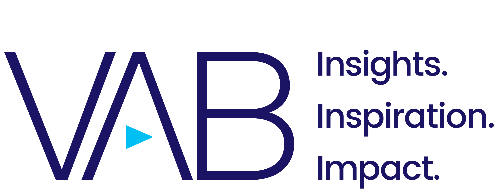 VAB
Insights.
Inspiration.
Impact.